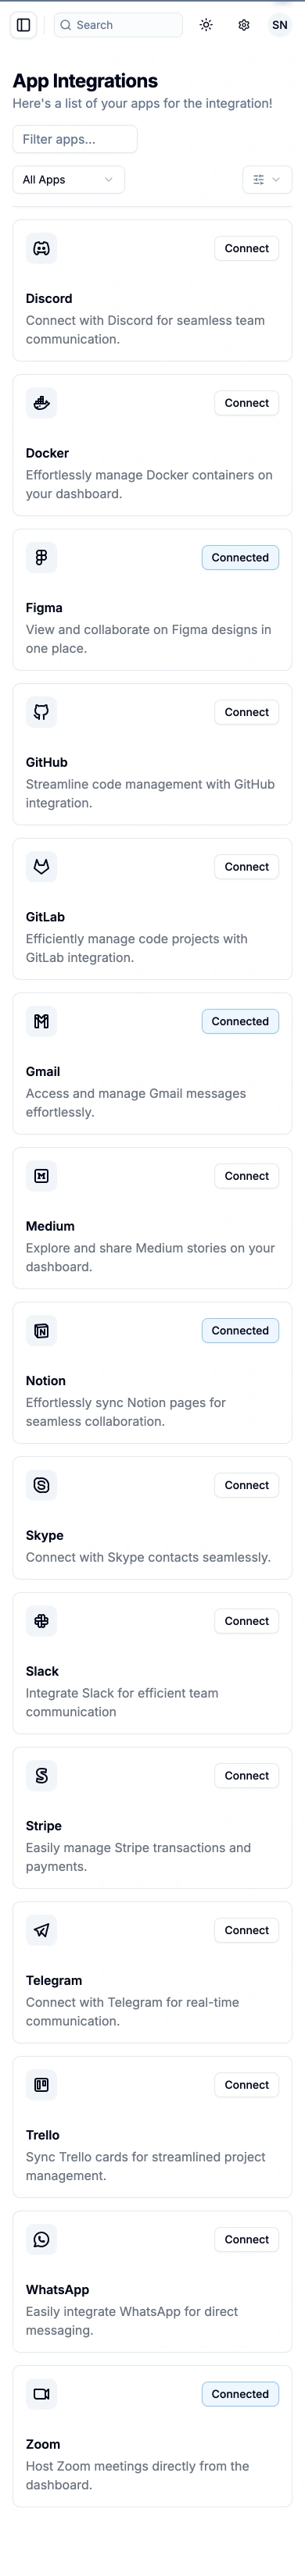 Search
SN
App Integrations
Here's a list of your apps for the integration!
Filter apps...
All Apps
Connect
Discord
Connect with Discord for seamless team
communication.
Connect
Docker
Effortlessly manage Docker containers on
your dashboard.
Connected
Figma
View and collaborate on Figma designs in
one place.
Connect
GitHub
Streamline code management with GitHub
integration.
Connect
GitLab
Efficiently manage code projects with
GitLab integration.
Connected
Gmail
Access and manage Gmail messages
effortlessly.
Connect
Medium
Explore and share Medium stories on your
dashboard.
Connected
Notion
Effortlessly sync Notion pages for
seamless collaboration.
Connect
Skype
Connect with Skype contacts seamlessly.
Connect
Slack
Integrate Slack for efficient team
communication
Connect
Stripe
Easily manage Stripe transactions and
payments.
Connect
Telegram
Connect with Telegram for real-time
communication.
Connect
Trello
Sync Trello cards for streamlined project
management.
Connect
WhatsApp
Easily integrate WhatsApp for direct
messaging.
Connected
Zoom
Host Zoom meetings directly from the
dashboard.